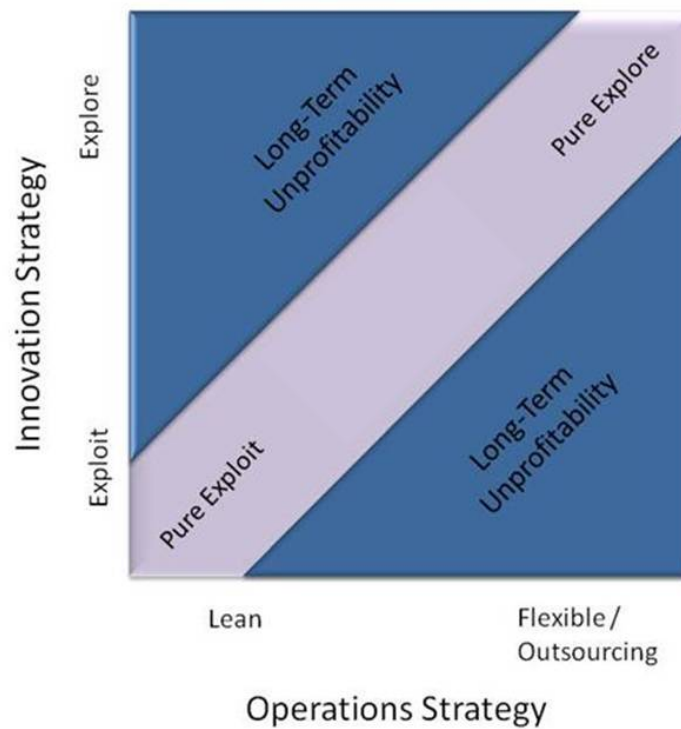 Innovation Strategy
Explore
Exploit
Long-Term
Unprofitability
Pure Explore
Pure Exploit
Long-Term
Unprofitability
Lean
Flexible /
Outsourcing
Operations Strategy